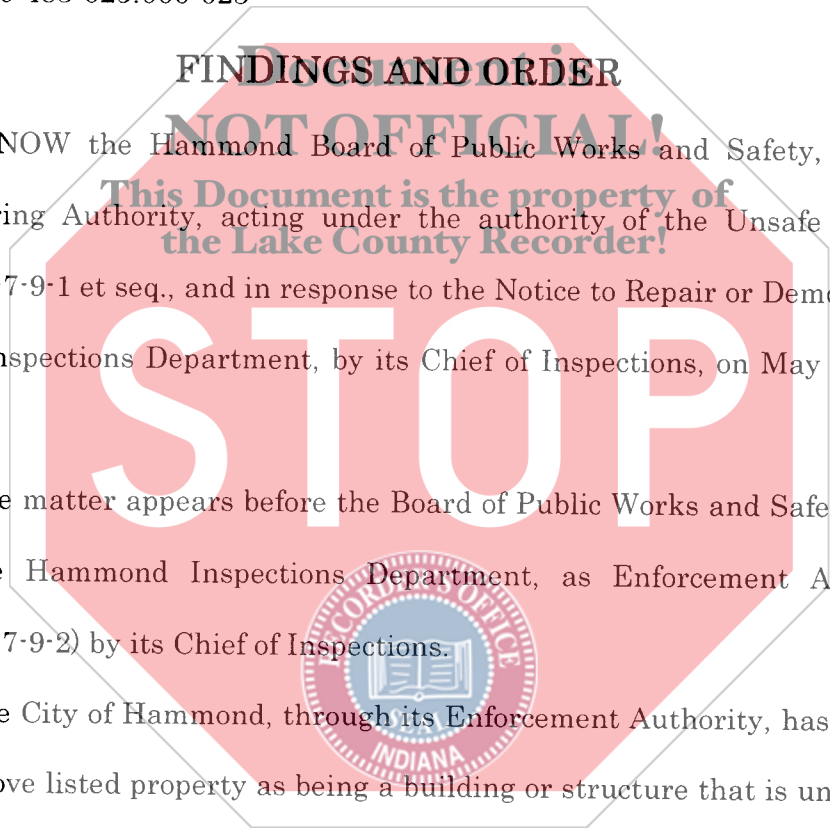 FINDINGS AND ORDER
Document is
NOW the Hammond Board of Public Works and Safety,
NOT OFFICIAL!
This Document is the property of
ring Authority, acting under the authority of the Unsafe
the Lake County Recorder!
7-9-1 et seq., and in response to the Notice to Repair or Demo
nspections Department, by its Chief of Inspections, on May
STOP
e matter appears before the Board of Public Works and Safe
e Hammond Inspections Department, as Enforcement A
7-9-2) by its Chief of Inspections.
RECORDER'S OFFICE
SEAL
INDIANA
e City of Hammond, through its Enforcement Authority, has
ove listed property as being a building or structure that is un